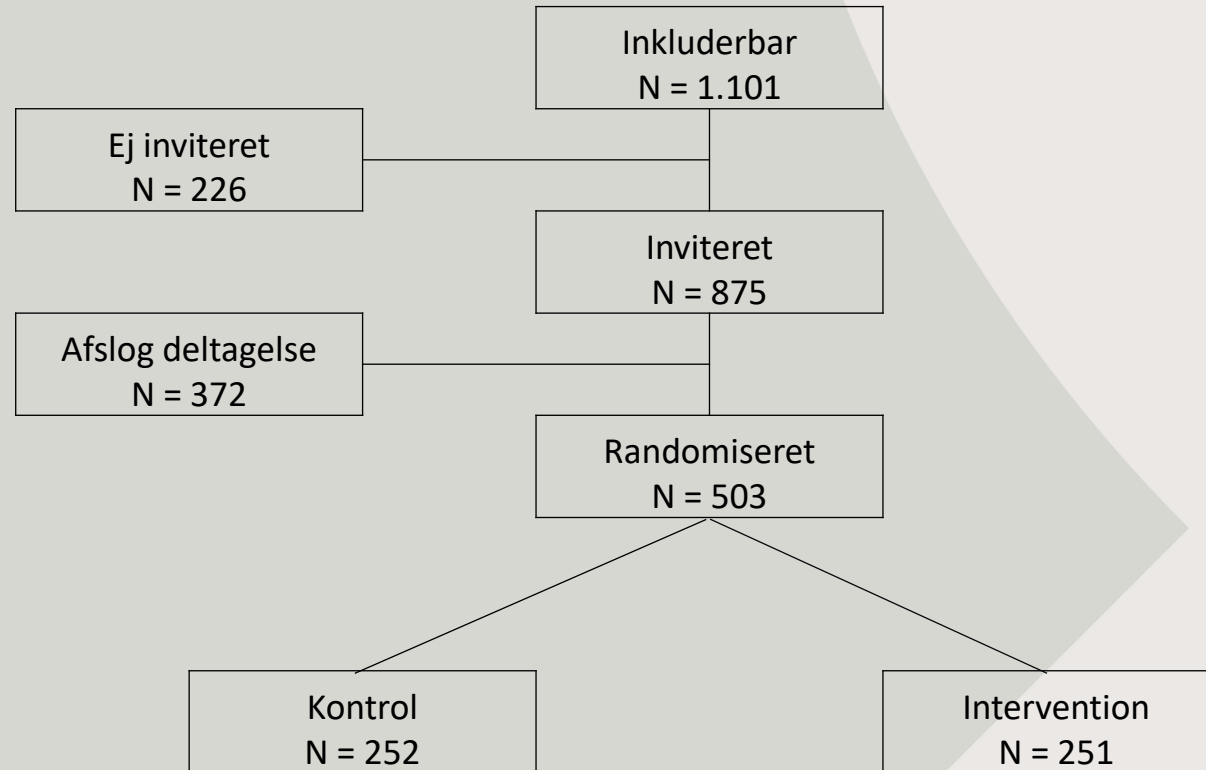 Inkluderbar
N = 1.101
Ej inviteret
N = 226
Inviteret
N = 875
Afslog deltagelse
N = 372
Randomiseret
N = 503
Kontrol
N = 252
Intervention
N = 251